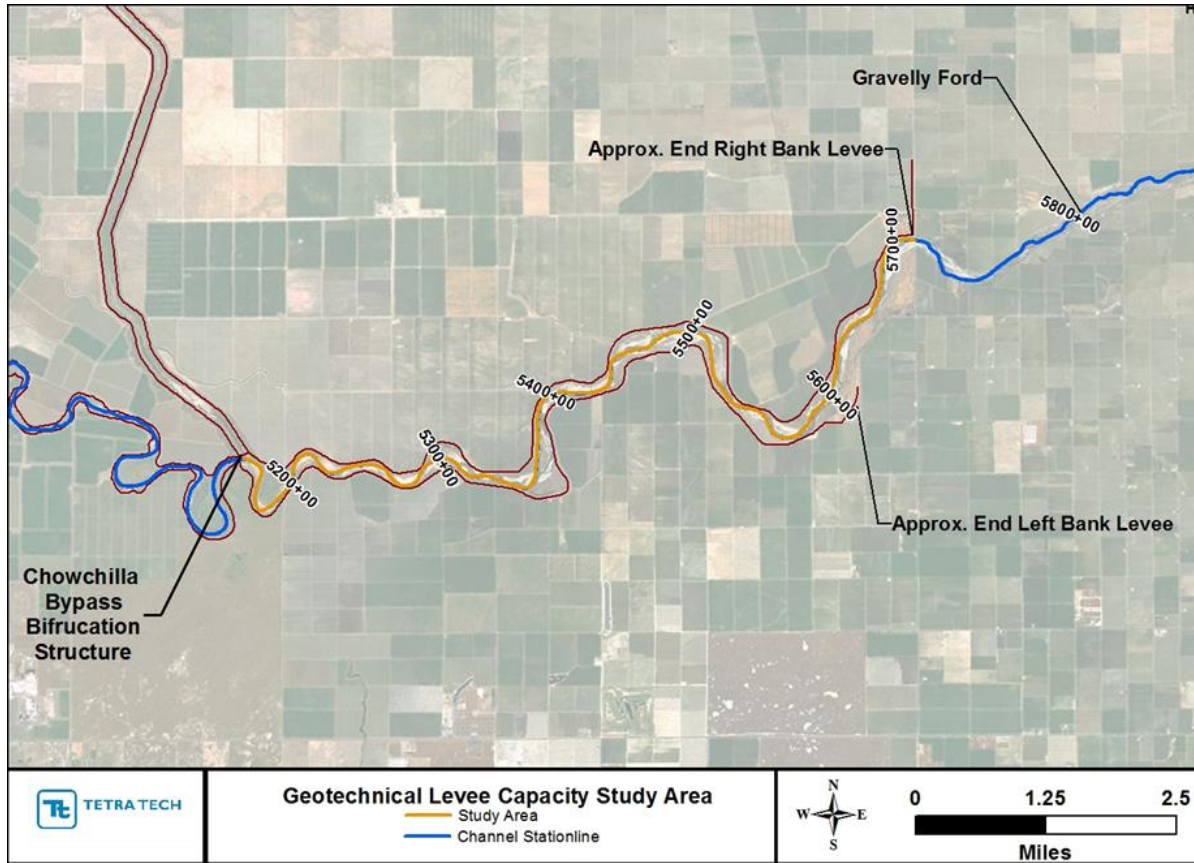 Gravelly Ford
Approx. End Right Bank Levee
5800+00
5700+00
5500+00
5400+00
5600+00
5300+00
5200+00
Approx. End Left Bank Levee
Chowchilla
Bypass
Bifrucation
Structure
Tt
TETRA TECH
Geotechnical Levee Capacity Study Area
Study Area
Channel Stationline
N
W E
S
0 1.25 2.5
Miles